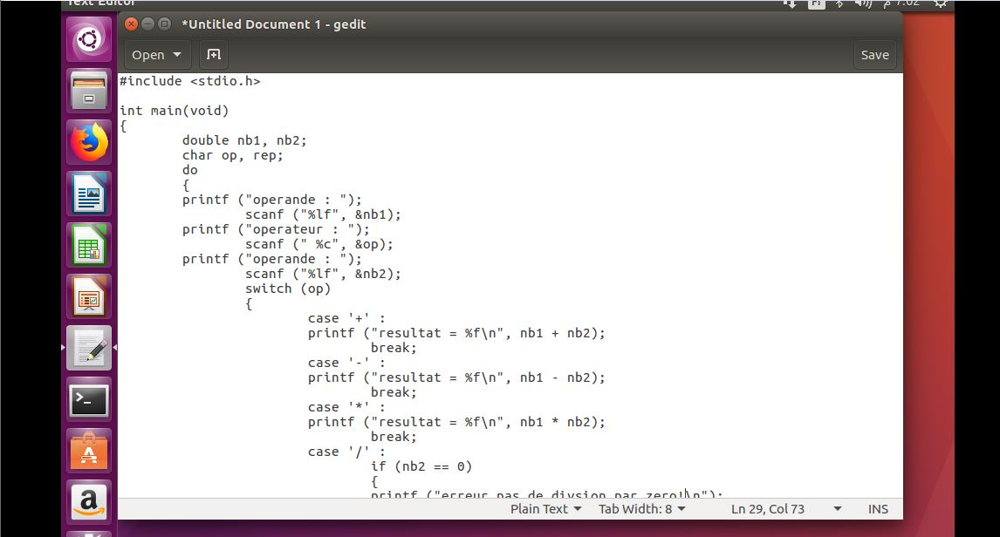 Text Editor
7:02
*Untitled Document 1 - gedit
Open
Save
#include <stdio.h>
int main(void)
{
double nb1, nb2;
char op, rep;
do
{
printf ("operande : ");
scanf ("%lf", &nb1);
printf ("operateur : ");
scanf (" %c", &op);
printf ("operande : ");
scanf ("%lf", &nb2);
switch (op)
{
case '+' :
printf ("resultat = %f\n", nb1 + nb2);
break;
case '-' :
printf ("resultat = %f\n", nb1 - nb2);
break;
case '*' :
printf ("resultat = %f\n", nb1 * nb2);
break;
case '/' :
if (nb2 == 0)
{
printf ("erreur pas de divsion par zero!\n");
Plain Text Tab Width: 8 Ln 29, Col 73 INS